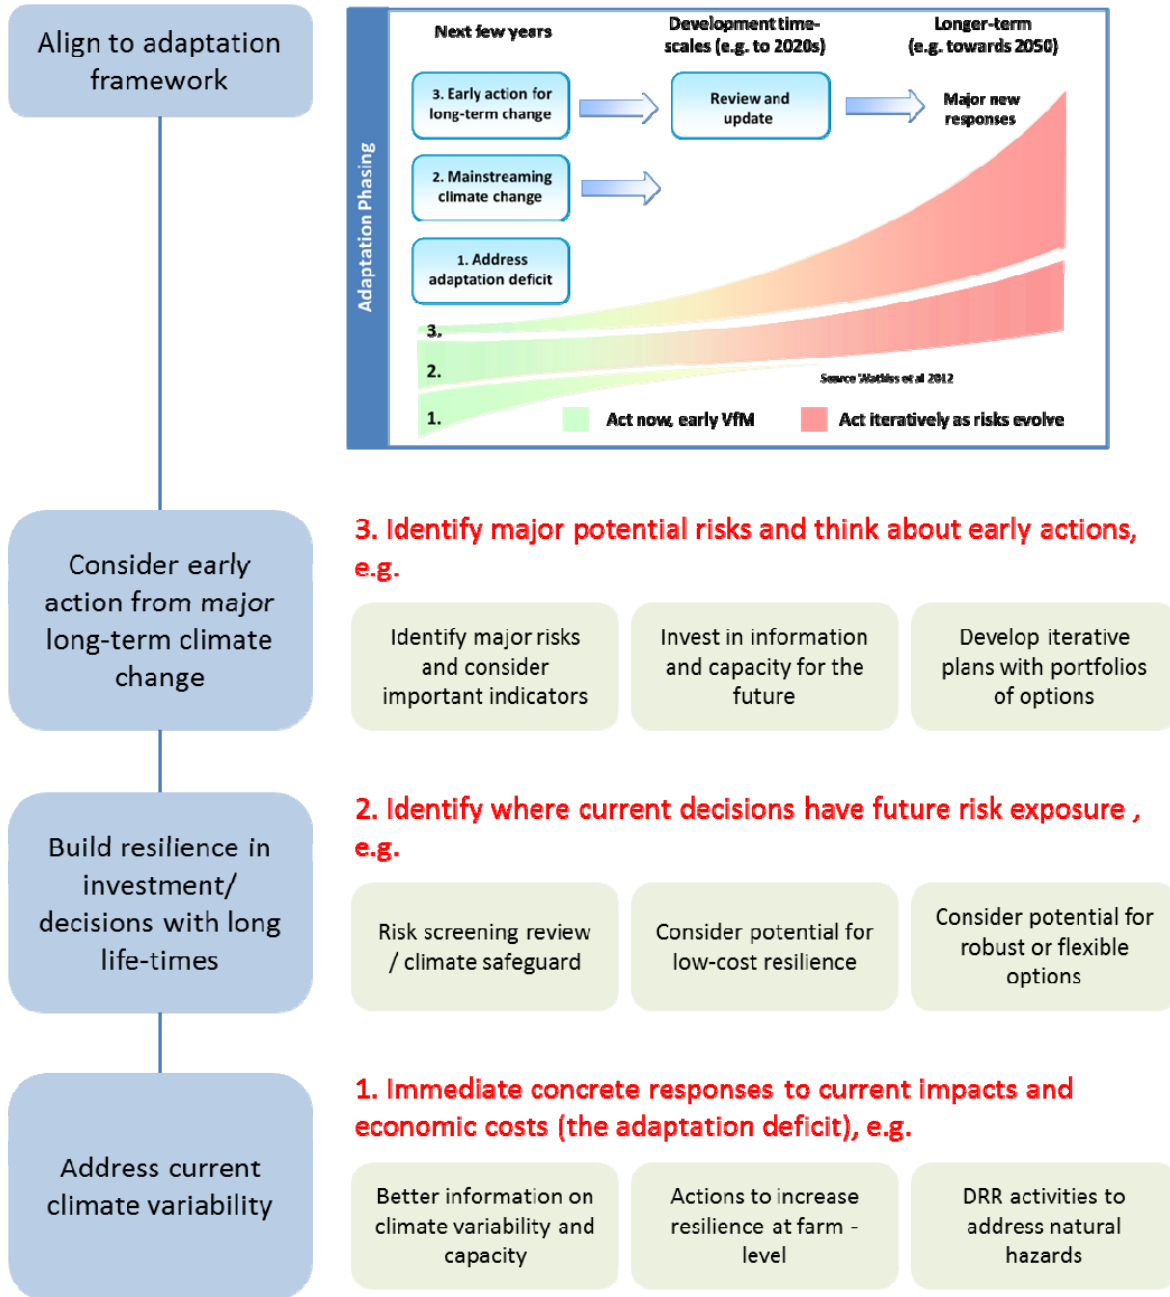 Align to adaptation
framework
Adaptation Phasing
Next few years
Development time-
scales (e.g. to 2020s)
Longer-term
(e.g. towards 2050)
3. Early action for
long-term change
Review and
update
Major new
responses
2. Mainstreaming
climate change
1. Address
adaptation deficit
3.
2.
1.
Source Watkiss et al 2012
Act now, early VfM
Act iteratively as risks evolve
Consider early
action from major
long-term climate
change
3. Identify major potential risks and think about early actions,
e.g.
Identify major risks
and consider
important indicators
Invest in information
and capacity for the
future
Develop iterative
plans with portfolios
of options
Build resilience in
investment/
decisions with long
life-times
2. Identify where current decisions have future risk exposure ,
e.g.
Risk screening review
/ climate safeguard
Consider potential for
low-cost resilience
Consider potential for
robust or flexible
options
Address current
climate variability
1. Immediate concrete responses to current impacts and
economic costs (the adaptation deficit), e.g.
Better information on
climate variability and
capacity
Actions to increase
resilience at farm -
level
DRR activities to
address natural
hazards